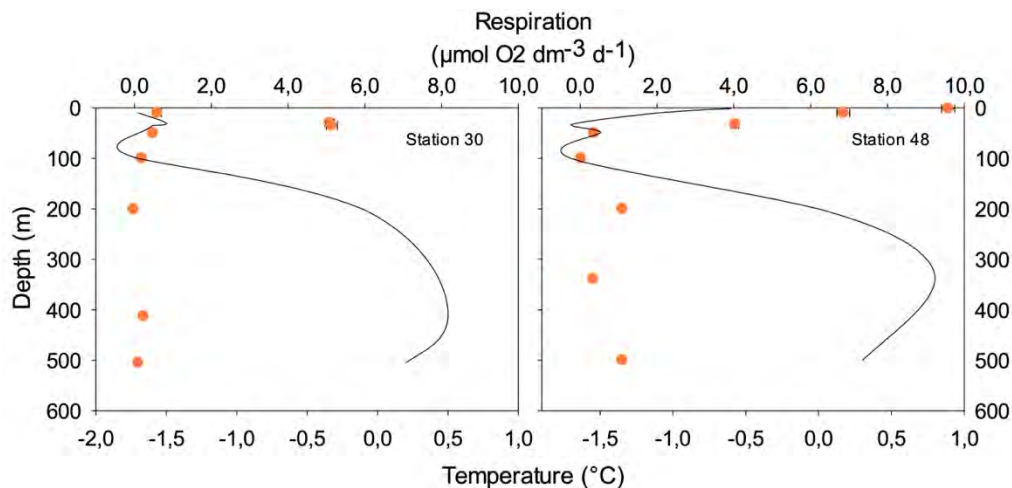 Respiration
(µmol O2 dm-3 d-1)
0,0 2,0 4,0 6,0 8,0 10,0 0,0 2,0 4,0 6,0 8,0 10,0
0 0
Station 30 Station 48
100 100
200 200
Depth (m)
300 300
400 400
500 500
600 600
-2,0 -1,5 -1,0 -0,5 0,0 0,5 1,0 -1,5 -1,0 -0,5 0,0 0,5 1,0
Temperature (°C)